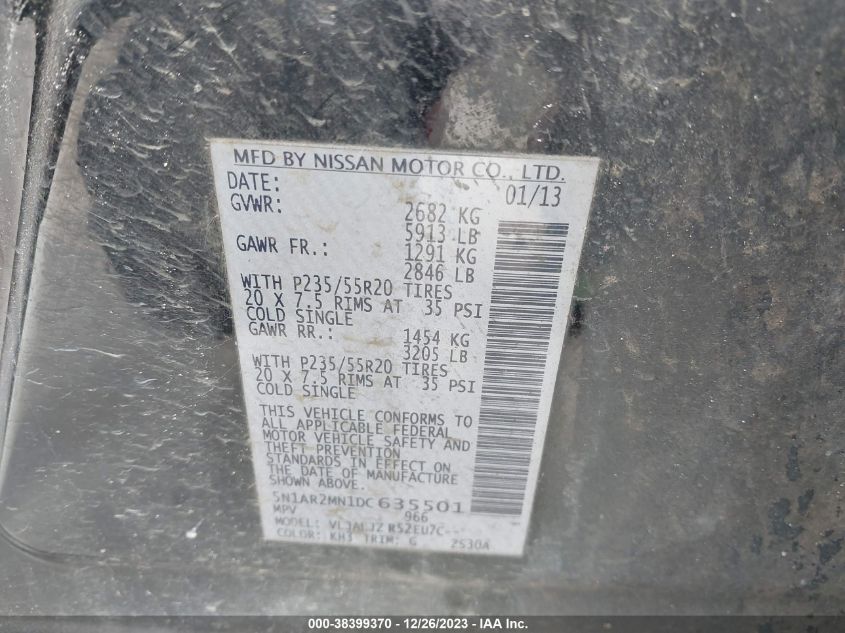 MFD BY NISSAN MOTOR CO., LTD.
DATE: 01/13
GVWR: 2682 KG
5913 LB
GAWR FR.: 1291 KG
2846 LB
WITH P235/55R20 TIRES
20 X 7.5 RIMS AT 35 PSI
COLD SINGLE
GAWR RR.: 1454 KG
3205 LB
WITH P235/55R20 TIRES
20 X 7.5 RIMS AT 35 PSI
COLD SINGLE
THIS VEHICLE CONFORMS TO
ALL APPLICABLE FEDERAL
MOTOR VEHICLE SAFETY AND
THEFT PREVENTION
STANDARDS IN EFFECT ON
THE DATE OF MANUFACTURE
SHOWN ABOVE.
5N1AR2MN1DC635501
MPV 966
MODEL:
COLOR: KH3 TRIM: G 2S30A
000-38399370 - 12/26/2023 - IAA Inc.